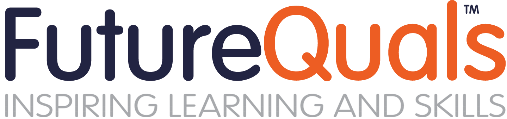 FutureQuals™
INSPIRING LEARNING AND SKILLS